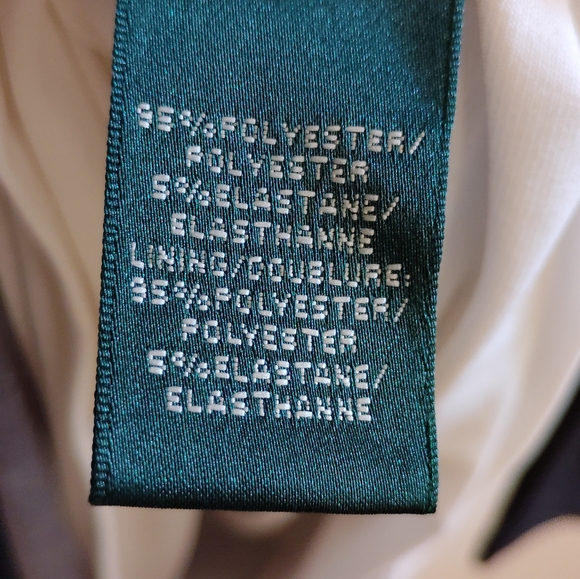 95%POLYESTER/
POLYESTER
5%ELASTANE/
ELASTHANNE
LINING/DOUBLURE:
95%POLYESTER/
POLYESTER
5%ELASTANE/
ELASTHANNE